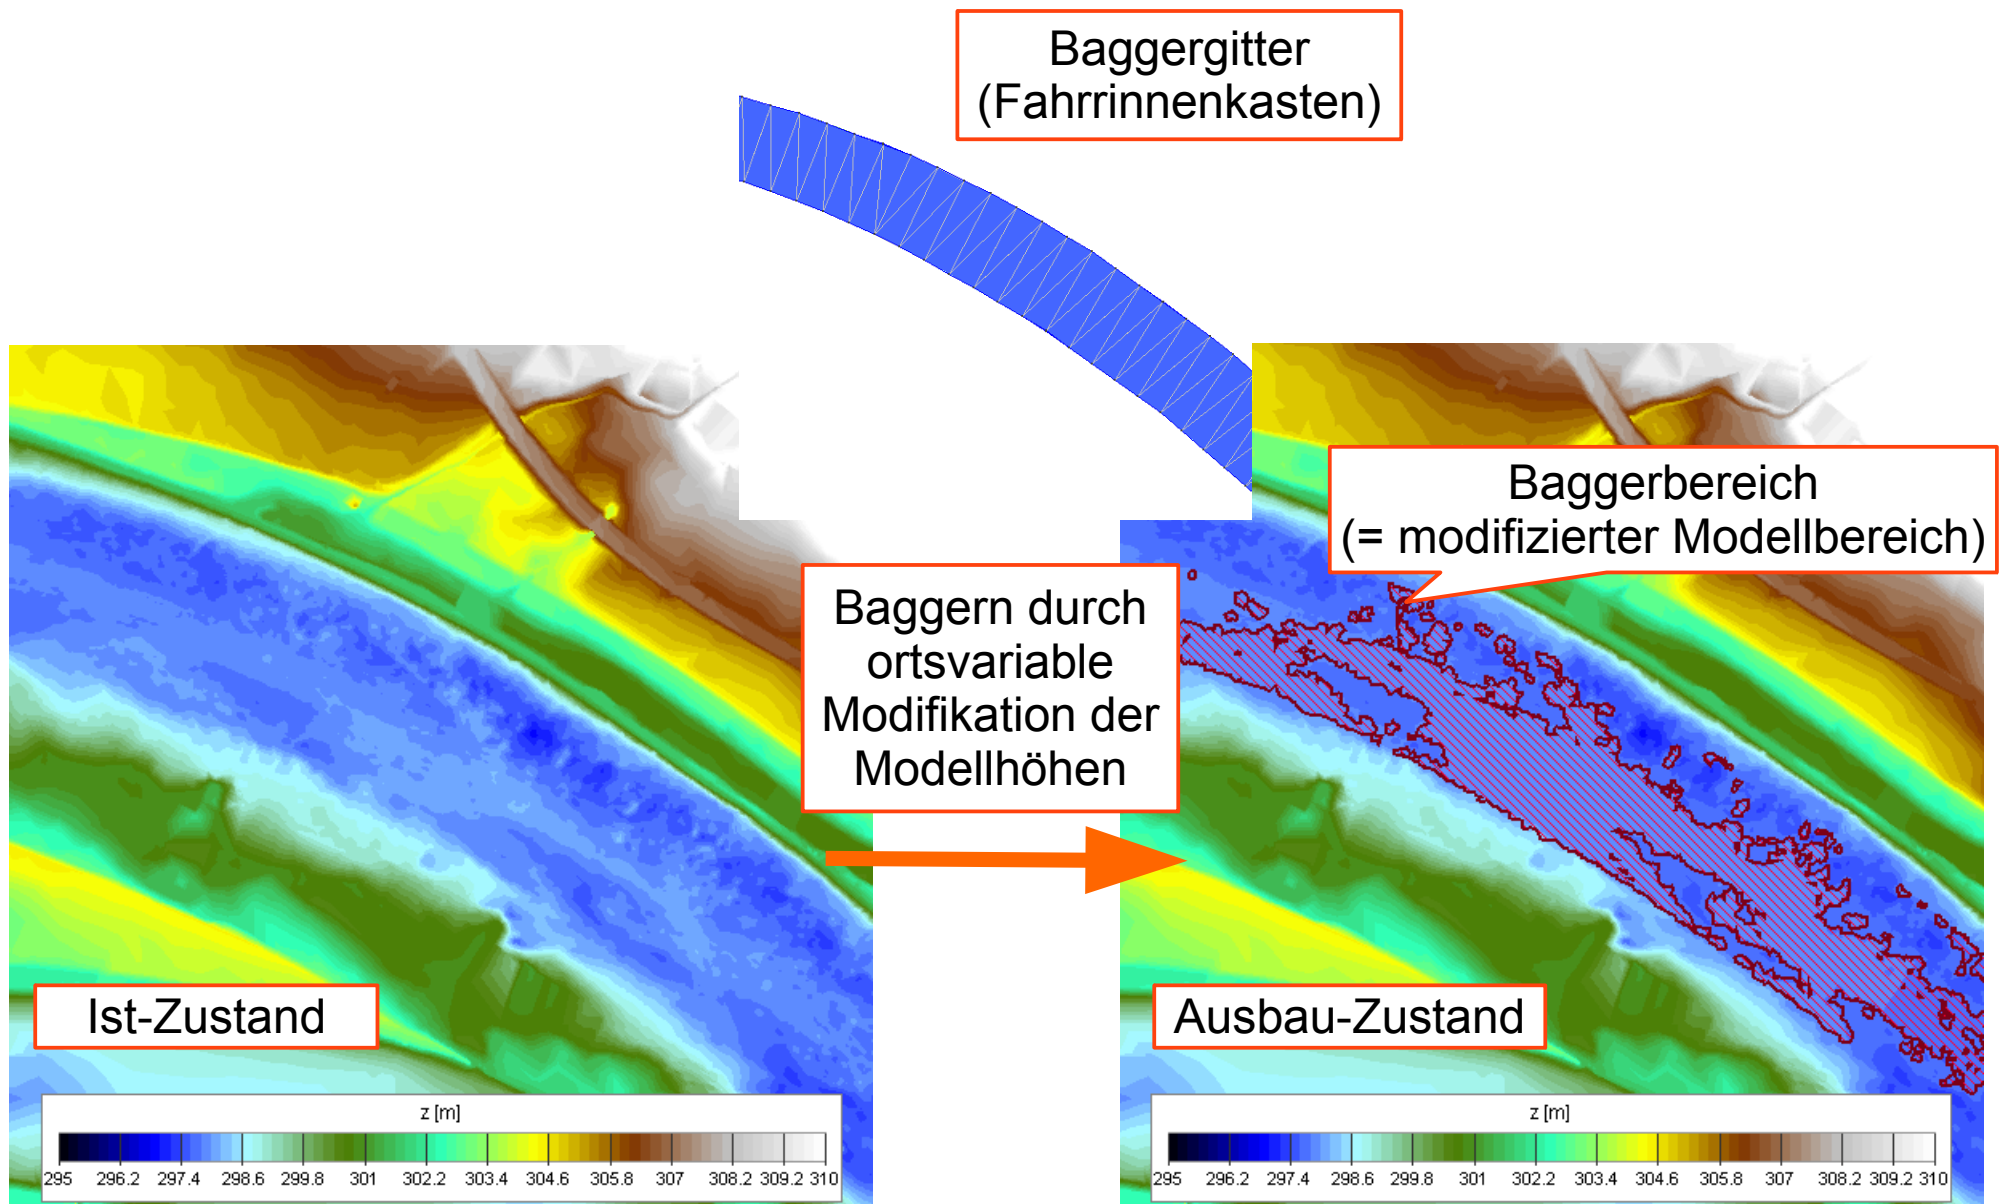 Baggergitter
(Fahrrinnenkasten)
Baggerbereich
(= modifizierter Modellbereich)
Baggern durch
ortsvariable
Modifikation der
Modellhöhen
Ist-Zustand
Ausbau-Zustand
z [m]
295 296.2 297.4 298.6 299.8 301 302.2 303.4 304.6 305.8 307 308.2 309.2 310
z [m]
295 296.2 297.4 298.6 299.8 301 302.2 303.4 304.6 305.8 307 308.2 309.2 310